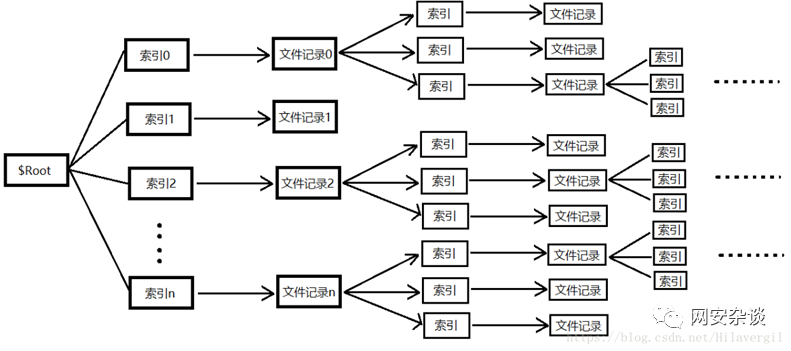 索引 文件记录
索引0 文件记录0 索引 文件记录
索引 文件记录 索引
索引
索引
索引1 文件记录1
索引 文件记录
索引
$Root 索引2 文件记录2 索引 文件记录 索引
索引
索引 文件记录
索引
索引 文件记录 索引
索引
索引n 文件记录n 索引 文件记录
索引 文件记录
网安杂谈
https://blog.csdn.net/Hilavergil